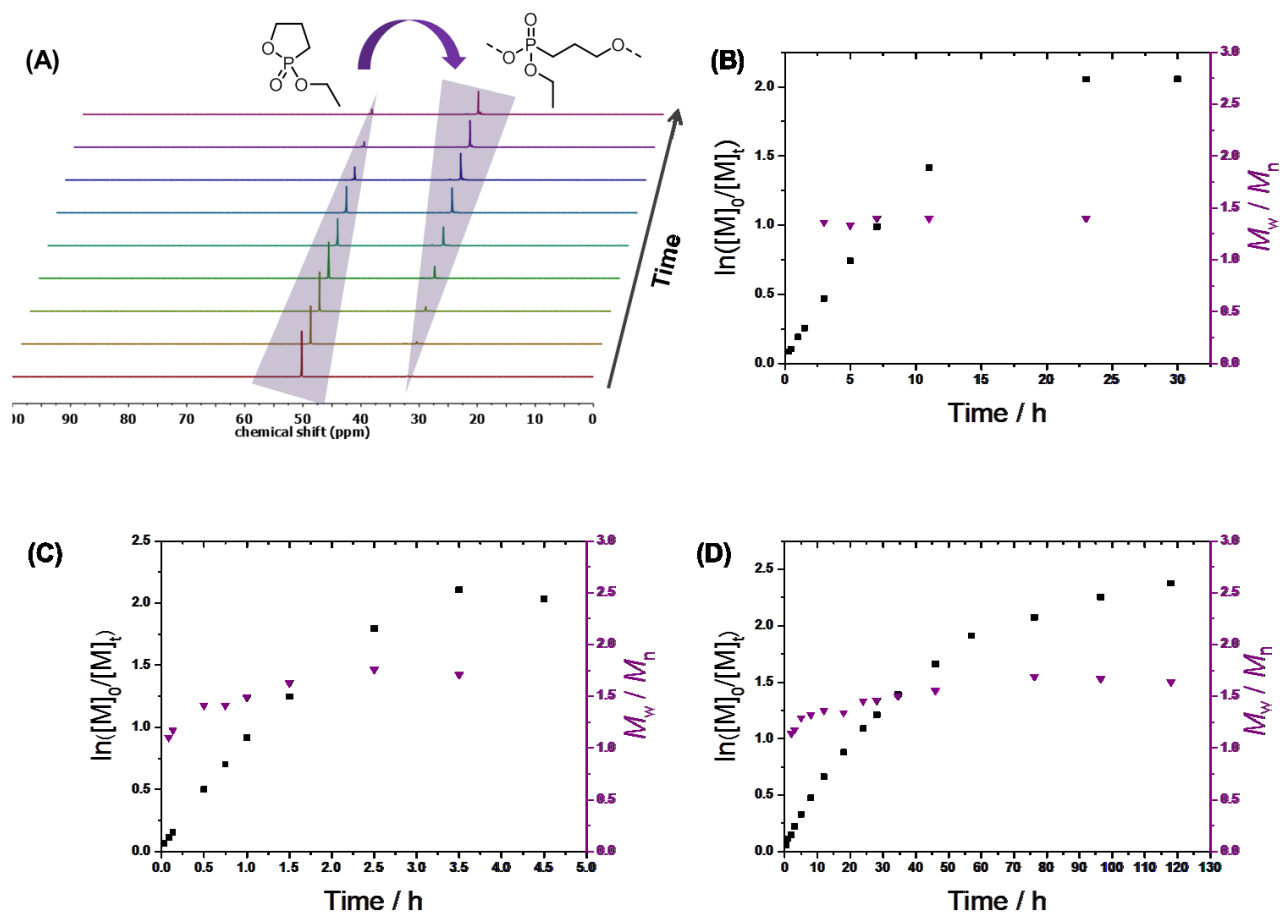 (A)
O
P
O
O
O
P
O
O
O
Time
00 90 80 70 60 50 40 30 20 10 0
chemical shift (ppm)
(B)
ln([M]0/[M]t)
2.0
1.5
1.0
0.5
0.0
0 5 10 15 20 25 30
Time / h
3.0
2.5
2.0
1.5
1.0
0.5
0.0
Mw / Mn
(C)
ln([M]0/[M]t)
2.5
2.0
1.5
1.0
0.5
0.0
0.0 0.5 1.0 1.5 2.0 2.5 3.0 3.5 4.0 4.5 5.0
Time / h
3.0
2.5
2.0
1.5
1.0
0.5
0.0
Mw / Mn
(D)
ln([M]0/[M]t)
2.5
2.0
1.5
1.0
0.5
0.0
0 10 20 30 40 50 60 70 80 90 100 110 120 130
Time / h
3.0
2.5
2.0
1.5
1.0
0.5
0.0
Mw / Mn